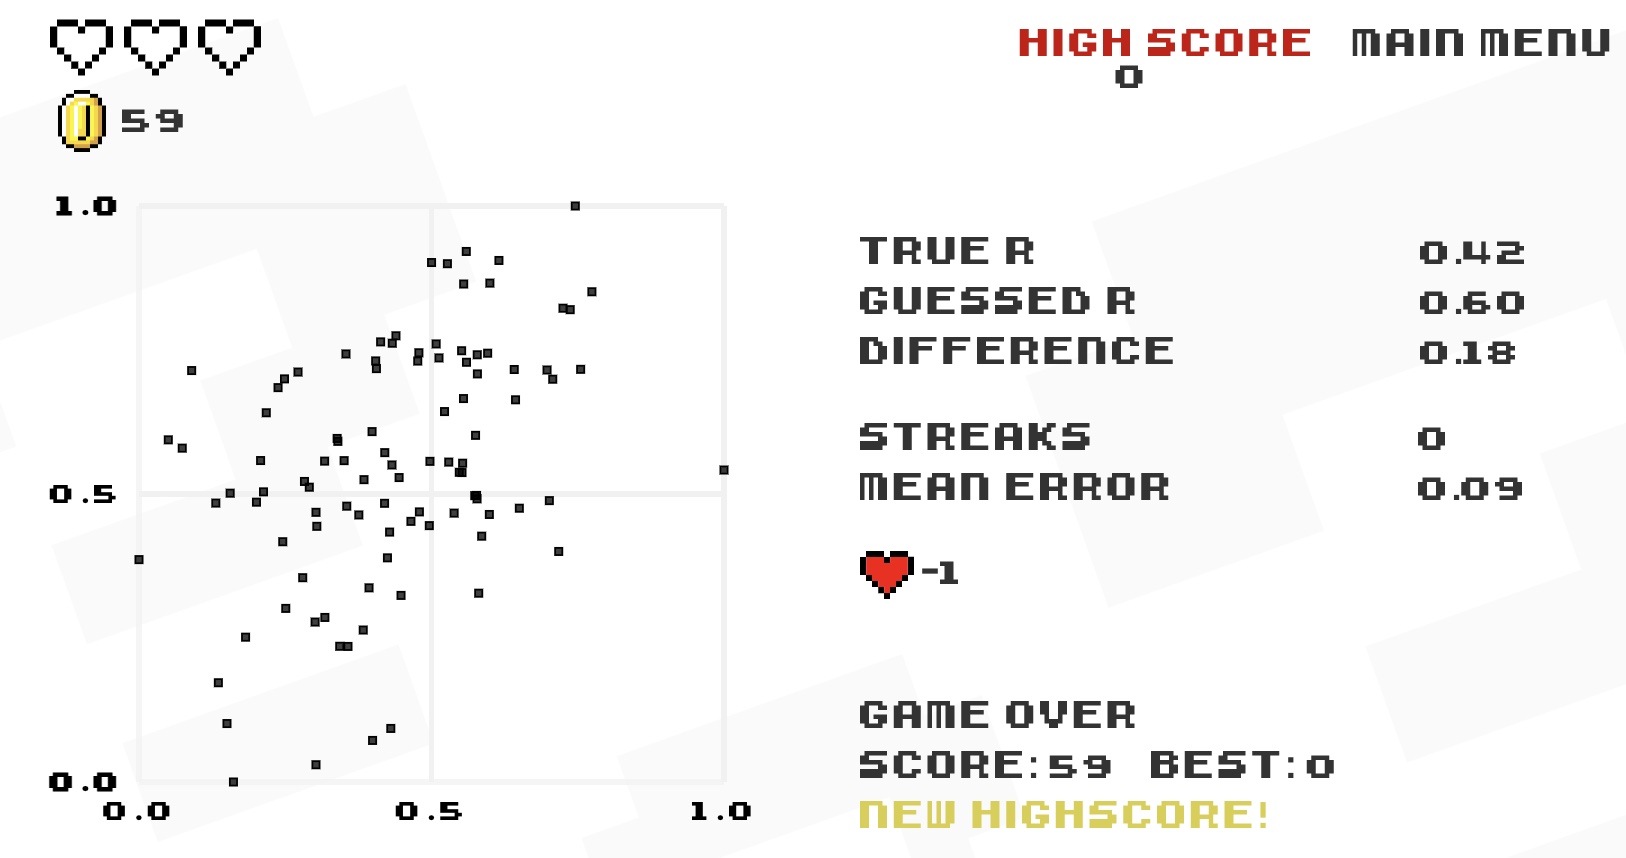 HIGH SCORE MAIN MENU
0
59
1.0
0.5
0.0
0.0 0.5 1.0
TRUE R 0.42
GUESSED R 0.60
DIFFERENCE 0.18
STREAKS 0
MEAN ERROR 0.09
-1
GAME OVER
SCORE:59 BEST:0
NEW HIGHSCORE!